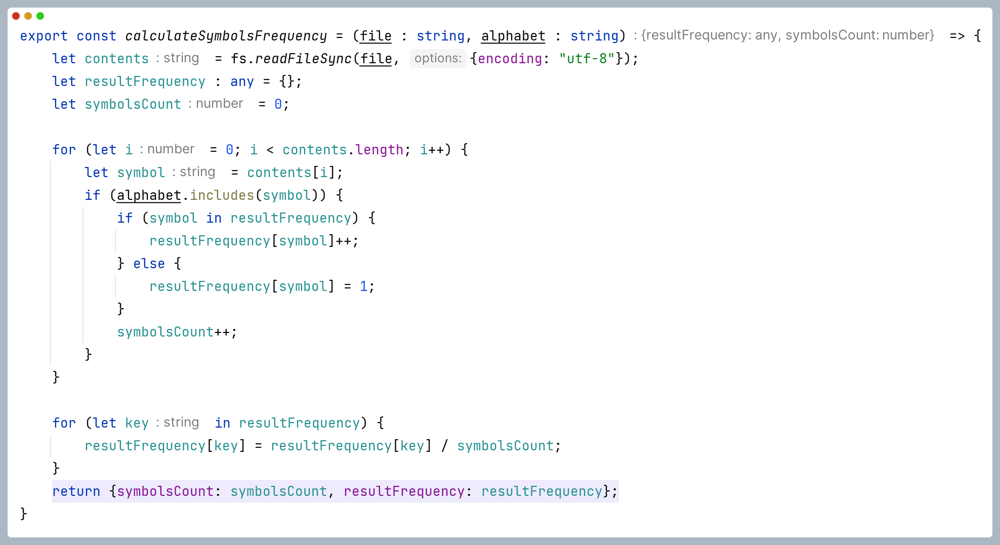 export const calculateSymbolsFrequency = (file : string, alphabet : string) : {resultFrequency: any, symbolsCount: number} => {
    let contents : string = fs.readFileSync(file, options: {encoding: "utf-8"});
    let resultFrequency : any = {};
    let symbolsCount : number = 0;

    for (let i : number = 0; i < contents.length; i++) {
        let symbol : string = contents[i];
        if (alphabet.includes(symbol)) {
            if (symbol in resultFrequency) {
                resultFrequency[symbol]++;
            } else {
                resultFrequency[symbol] = 1;
            }
            symbolsCount++;
        }
    }

    for (let key : string in resultFrequency) {
        resultFrequency[key] = resultFrequency[key] / symbolsCount;
    }
    return {symbolsCount: symbolsCount, resultFrequency: resultFrequency};
}